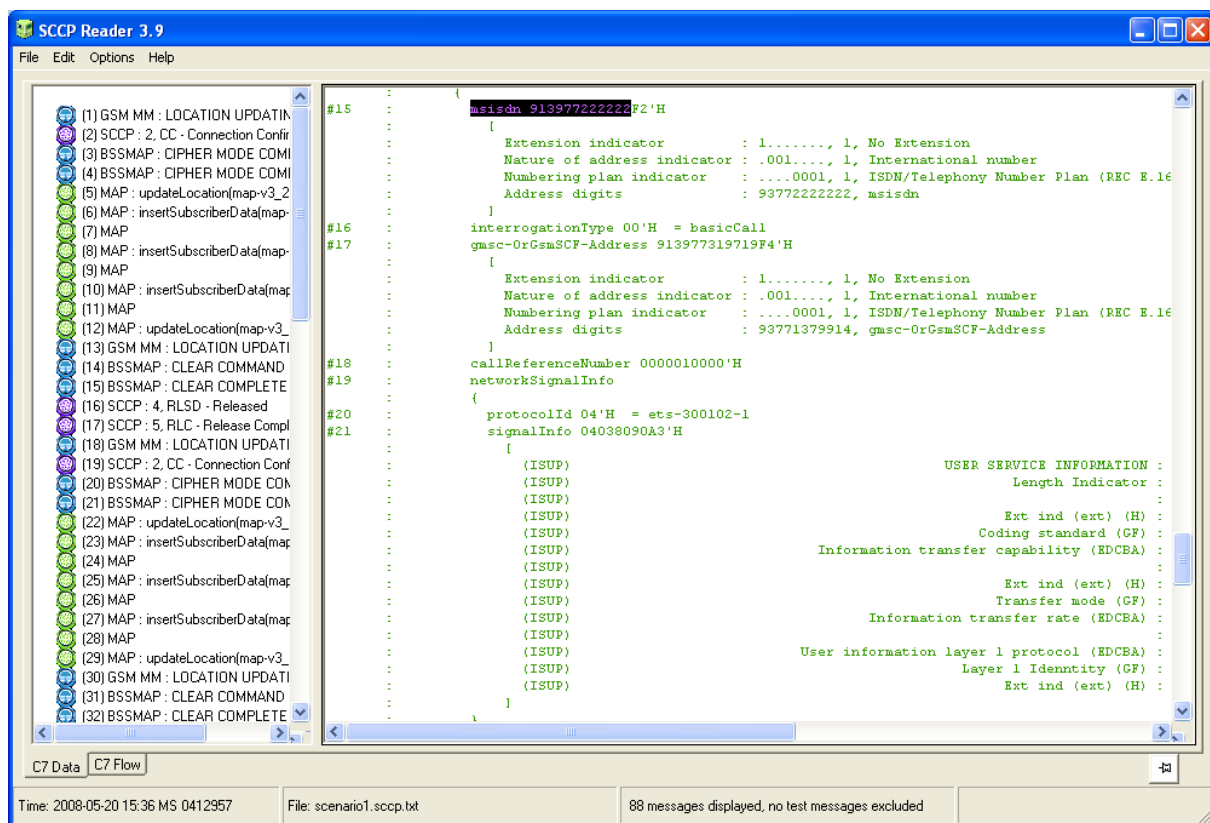 SCCP Reader 3.9
File Edit Options Help
(1) GSM MM : LOCATION UPDATIN
(2) SCCP : 2, CC - Connection Confir
(3) BSSMAP : CIPHER MODE COMI
(4) BSSMAP : CIPHER MODE COMI
(5) MAP : updateLocation(map-v3_2
(6) MAP : insertSubscriberData(map-
(7) MAP
(8) MAP : insertSubscriberData(map-
(9) MAP
(10) MAP : insertSubscriberData(map
(11) MAP
(12) MAP : updateLocation(map-v3_
(13) GSM MM : LOCATION UPDATI
(14) BSSMAP : CLEAR COMMAND
(15) BSSMAP : CLEAR COMPLETE
(16) SCCP : 4, RLSD - Released
(17) SCCP : 5, RLC - Release Compl
(18) GSM MM : LOCATION UPDATI
(19) SCCP : 2, CC - Connection Conf
(20) BSSMAP : CIPHER MODE CON
(21) BSSMAP : CIPHER MODE CON
(22) MAP : updateLocation(map-v3_
(23) MAP : insertSubscriberData(map
(24) MAP
(25) MAP : insertSubscriberData(map
(26) MAP
(27) MAP : insertSubscriberData(map
(28) MAP
(29) MAP : updateLocation(map-v3_
(30) GSM MM : LOCATION UPDATI
(31) BSSMAP : CLEAR COMMAND
(32) BSSMAP : CLEAR COMPLETE
: {
#15 : msisdn 913977222222F2'H
: [
: Extension indicator : 1......., 1, No Extension
: Nature of address indicator : .001...., 1, International number
: Numbering plan indicator : ....0001, 1, ISDN/Telephony Number Plan (REC E.16
: Address digits : 93772222222, msisdn
: ]
#16 : interrogationType 00'H = basicCall
#17 : gmsc-OrGsmSCF-Address 913977319719F4'H
: [
: Extension indicator : 1......., 1, No Extension
: Nature of address indicator : .001...., 1, International number
: Numbering plan indicator : ....0001, 1, ISDN/Telephony Number Plan (REC E.16
: Address digits : 93771379914, gmsc-OrGsmSCF-Address
: ]
#18 : callReferenceNumber 0000010000'H
#19 : networkSignalInfo
: {
#20 : protocolId 04'H = ets-300102-1
#21 : signalInfo 04038090A3'H
: [
: (ISUP) USER SERVICE INFORMATION :
: (ISUP) Length Indicator :
: (ISUP) :
: (ISUP) Ext ind (ext) (H) :
: (ISUP) Coding standard (GF) :
: (ISUP) Information transfer capability (EDCBA) :
: (ISUP) :
: (ISUP) Ext ind (ext) (H) :
: (ISUP) Transfer mode (GF) :
: (ISUP) Information transfer rate (EDCBA) :
: (ISUP) :
: (ISUP) User information layer 1 protocol (EDCBA) :
: (ISUP) Layer 1 Idenntity (GF) :
: (ISUP) Ext ind (ext) (H) :
: ]
: }
C7 Data C7 Flow
Time: 2008-05-20 15:36 MS 0412957 File: scenario1.sccp.txt 88 messages displayed, no test messages excluded